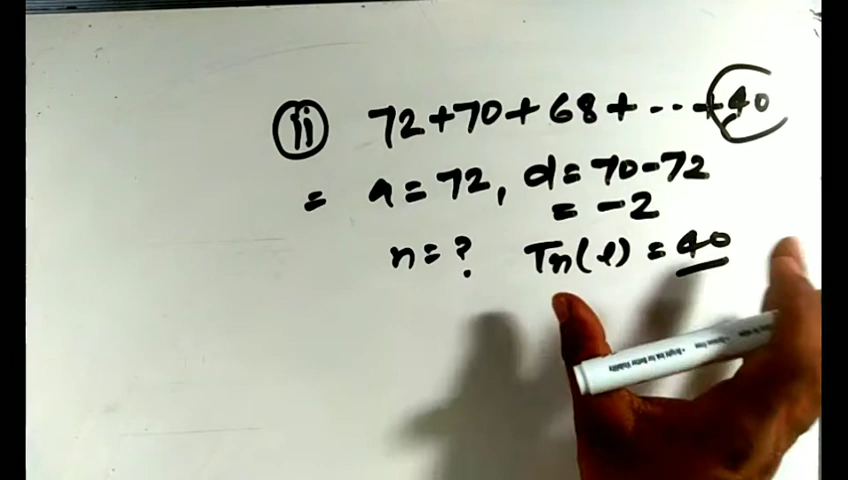 ii 72+70+68+...+40
= a = 72, d = 70-72
= -2
n = ? Tn(l) = 40